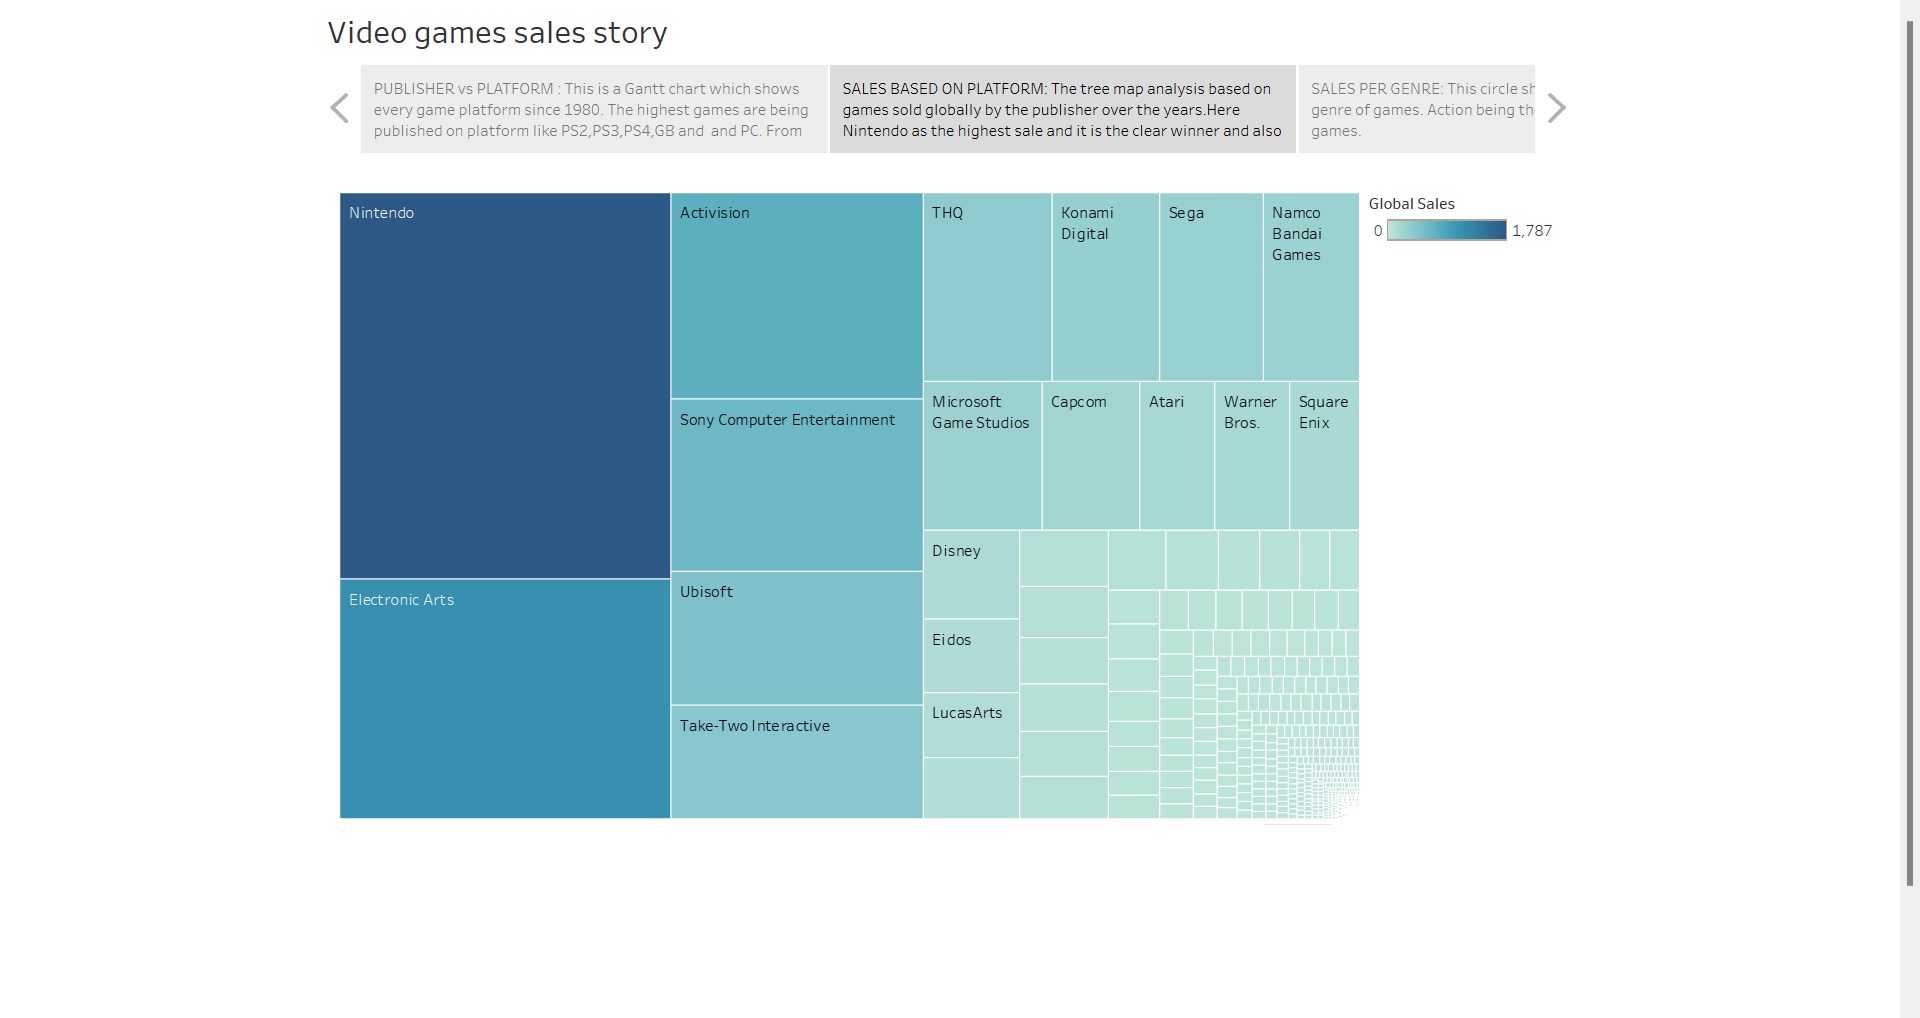 Video games sales story
PUBLISHER vs PLATFORM : This is a Gantt chart which shows
every game platform since 1980. The highest games are being
published on platform like PS2,PS3,PS4,GB and  and PC. From
SALES BASED ON PLATFORM: The tree map analysis based on
games sold globally by the publisher over the years.Here
Nintendo as the highest sale and it is the clear winner and also
SALES PER GENRE: This circle
genre of games. Action being
games.
Nintendo
Electronic Arts
Activision
Sony Computer Entertainment
Ubisoft
Take-Two Interactive
THQ
Konami
Digital
Sega
Namco
Bandai
Games
Microsoft
Game Studios
Capcom
Atari
Warner
Bros.
Square
Enix
Disney
Eidos
LucasArts
Global Sales
0
1,787